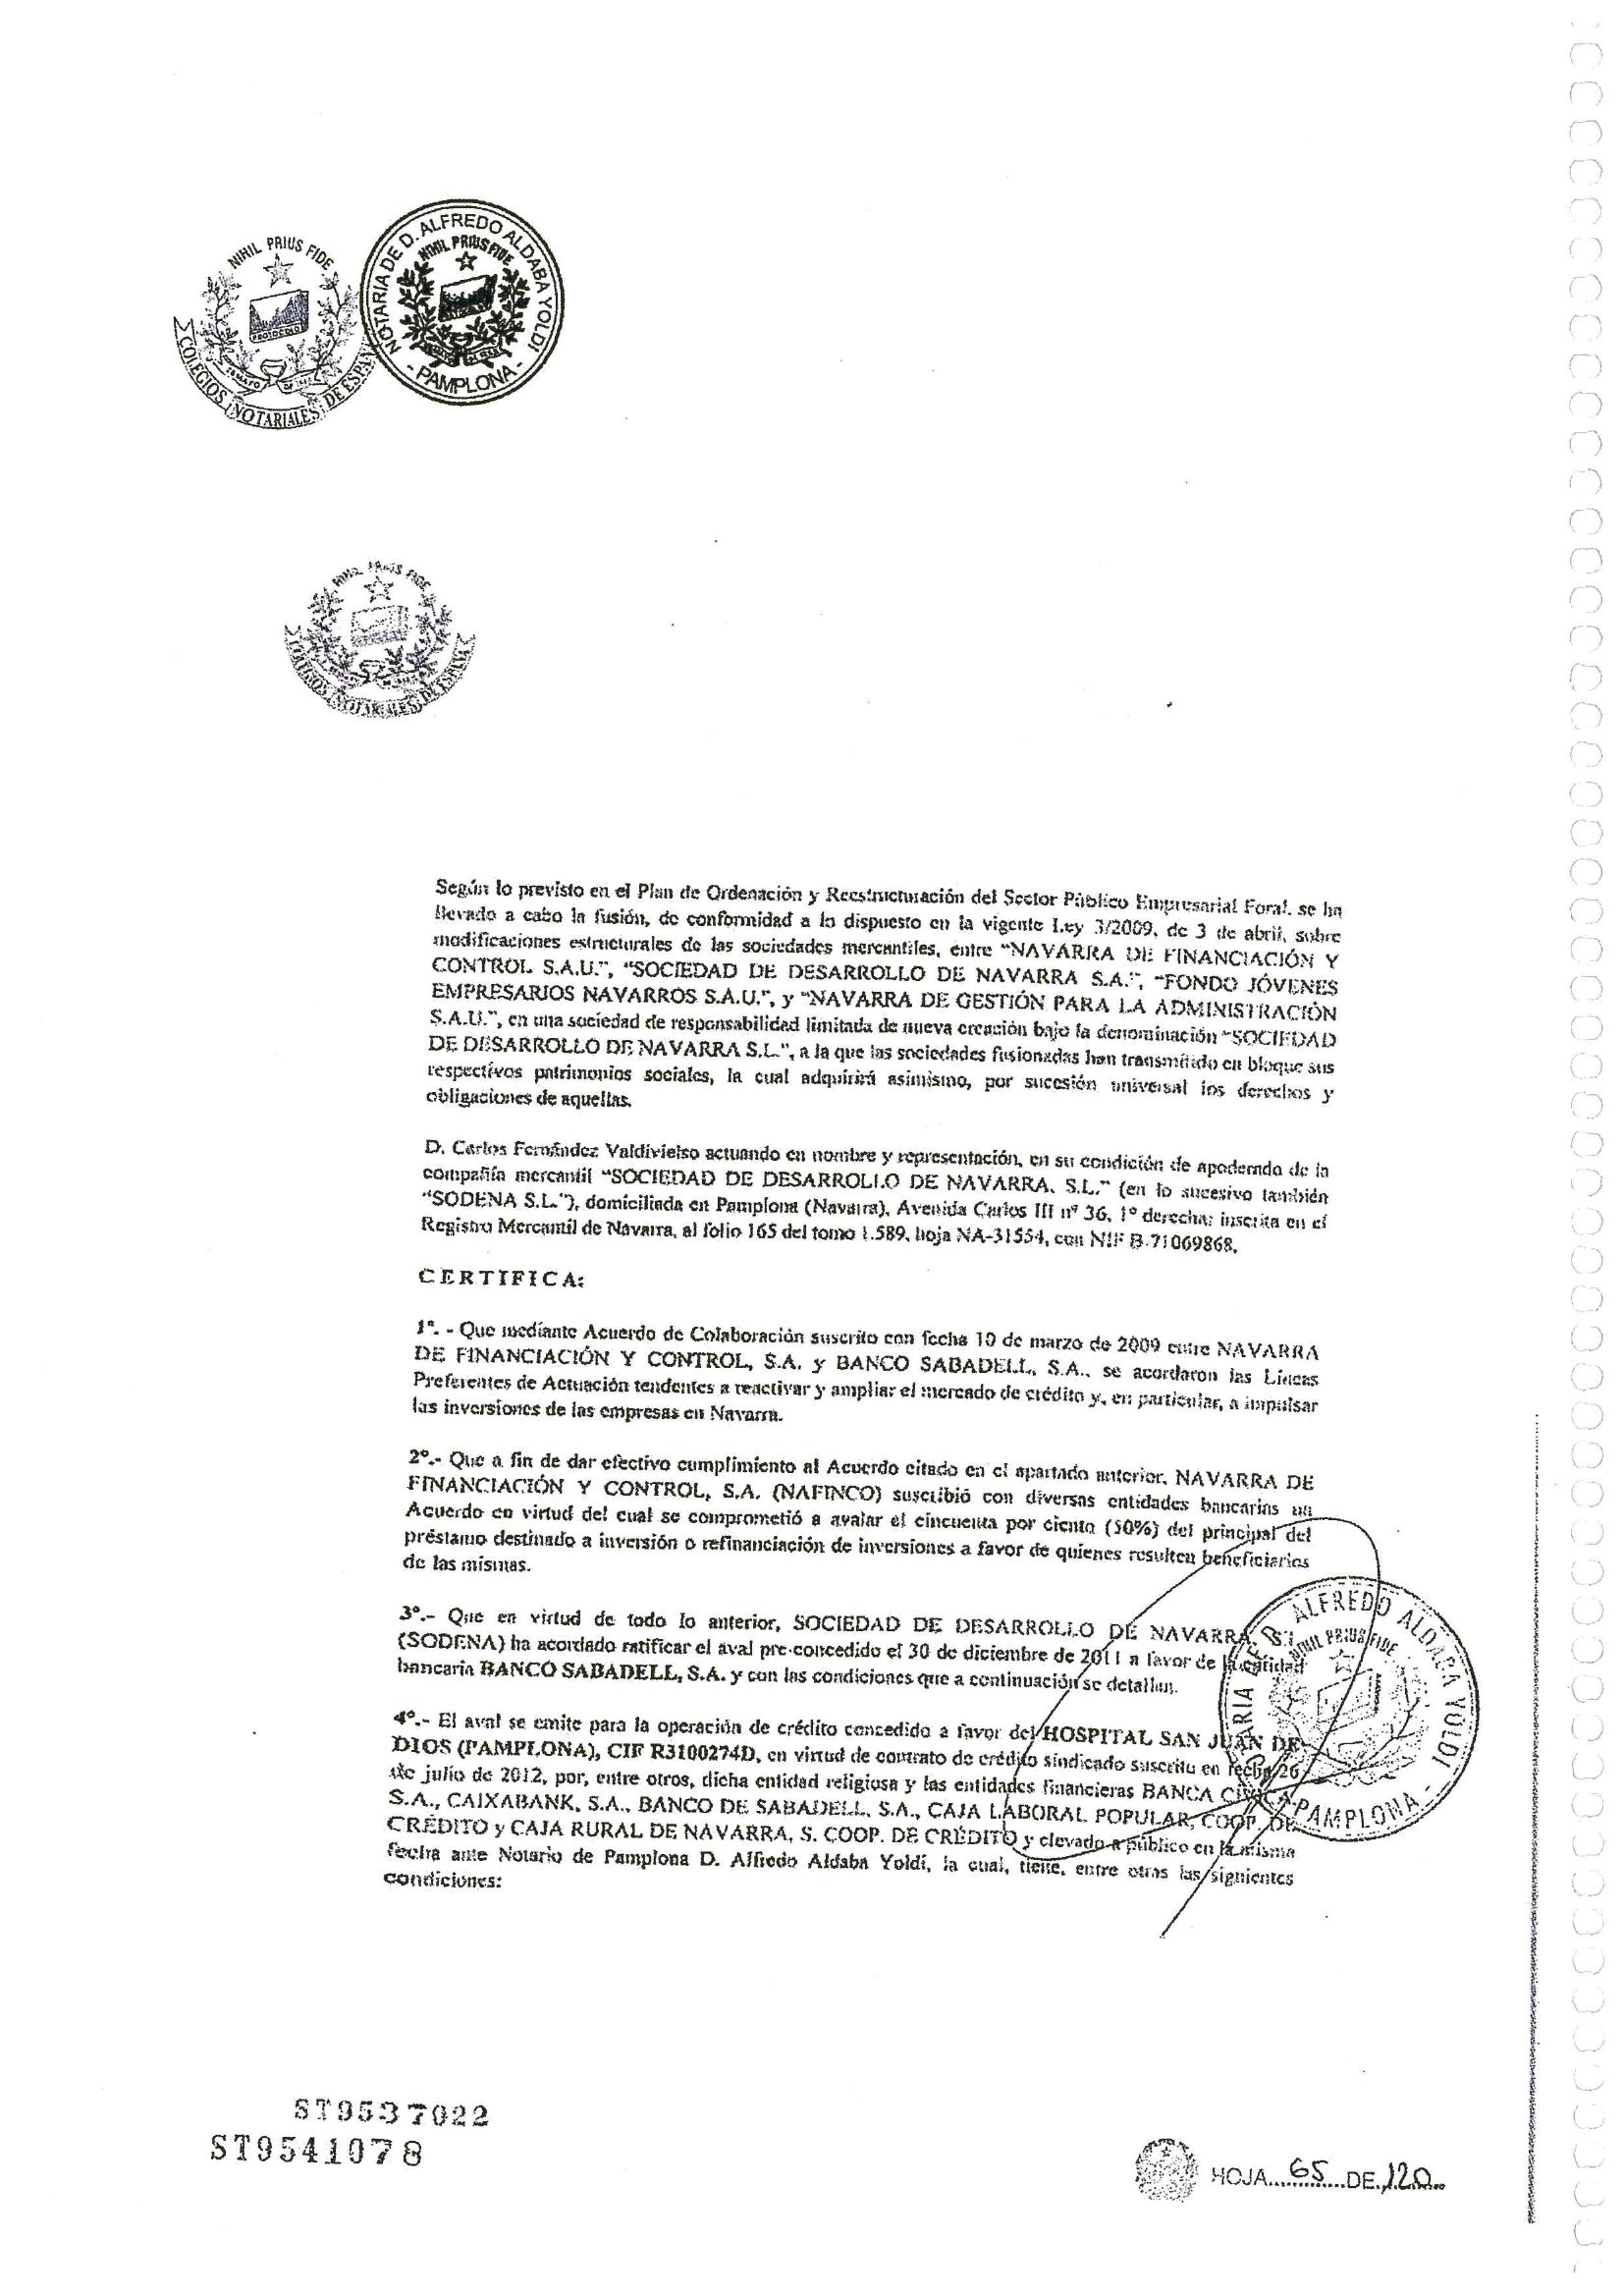 NIHIL PRIUS FIDE
PROTOCOLO
COLEGIOS NOTARIALES DE ESPAÑA
NOTARIA DE D. ALFREDO ALDABA YOLDI
NIHIL PRIUS FIDE
- PAMPLONA -
NIHIL PRIUS FIDE
COLEGIOS NOTARIALES DE ESPAÑA
Según lo previsto en el Plan de Ordenación y Reestructuración del Sector Público Empresarial Foral, se ha
llevado a cabo la fusión, de conformidad a lo dispuesto en la vigente Ley 3/2009, de 3 de abril, sobre
modificaciones estructurales de las sociedades mercantiles, entre "NAVARRA DE FINANCIACIÓN Y
CONTROL S.A.U.", "SOCIEDAD DE DESARROLLO DE NAVARRA S.A.", "FONDO JÓVENES
EMPRESARIOS NAVARROS S.A.U.", y "NAVARRA DE GESTIÓN PARA LA ADMINISTRACIÓN
S.A.U.", en una sociedad de responsabilidad limitada de nueva creación bajo la denominación "SOCIEDAD
DE DESARROLLO DE NAVARRA S.L.", a la que las sociedades fusionadas han transmitido en bloque sus
respectivos patrimonios sociales, la cual adquirirá asimismo, por sucesión universal los derechos y
obligaciones de aquellas.
D. Carlos Fernández Valdivielso actuando en nombre y representación, en su condición de apoderado de la
compañía mercantil "SOCIEDAD DE DESARROLLO DE NAVARRA, S.L." (en lo sucesivo también
"SODENA S.L."), domiciliada en Pamplona (Navarra), Avenida Carlos III nº 36, 1º derecha; inscrita en el
Registro Mercantil de Navarra, al folio 165 del tomo 1.589, hoja NA-31554, con NIF B-71069868.
CERTIFICA:
1º. - Que mediante Acuerdo de Colaboración suscrito con fecha 10 de marzo de 2009 entre NAVARRA
DE FINANCIACIÓN Y CONTROL, S.A. y BANCO SABADELL, S.A., se acordaron las Líneas
Preferentes de Actuación tendentes a reactivar y ampliar el mercado de crédito y, en particular, a impulsar
las inversiones de las empresas en Navarra.
2º.- Que a fin de dar efectivo cumplimiento al Acuerdo citado en el apartado anterior, NAVARRA DE
FINANCIACIÓN Y CONTROL, S.A. (NAFINCO) suscribió con diversas entidades bancarias un
Acuerdo en virtud del cual se comprometió a avalar el cincuenta por ciento (50%) del principal del
préstamo destinado a inversión o refinanciación de inversiones a favor de quienes resulten beneficiarios
de las mismas.
3º.- Que en virtud de todo lo anterior, SOCIEDAD DE DESARROLLO DE NAVARRA, S.L.
(SODENA) ha acordado ratificar el aval pre-concedido el 30 de diciembre de 2011 a favor de la entidad
bancaria BANCO SABADELL, S.A. y con las condiciones que a continuación se detallan.
4º.- El aval se emite para la operación de crédito concedido a favor del HOSPITAL SAN JUAN DE
DIOS (PAMPLONA), CIF R3100274D, en virtud de contrato de crédito sindicado suscrito en fecha 26
de julio de 2012, por, entre otros, dicha entidad religiosa y las entidades financieras BANCA CIVICA,
S.A., CAIXABANK, S.A., BANCO DE SABADELL, S.A., CAJA LABORAL POPULAR, COOP. DE
CRÉDITO y CAJA RURAL DE NAVARRA, S. COOP. DE CRÉDITO y elevado a público en la misma
fecha ante Notario de Pamplona D. Alfredo Aldaba Yoldi, la cual, tiene, entre otras las siguientes
condiciones:
ALFREDO ALDABA YOLDI
NIHIL PRIUS FIDE
- PAMPLONA -
ST9537022
ST9541078
HOJA....65....DE.120